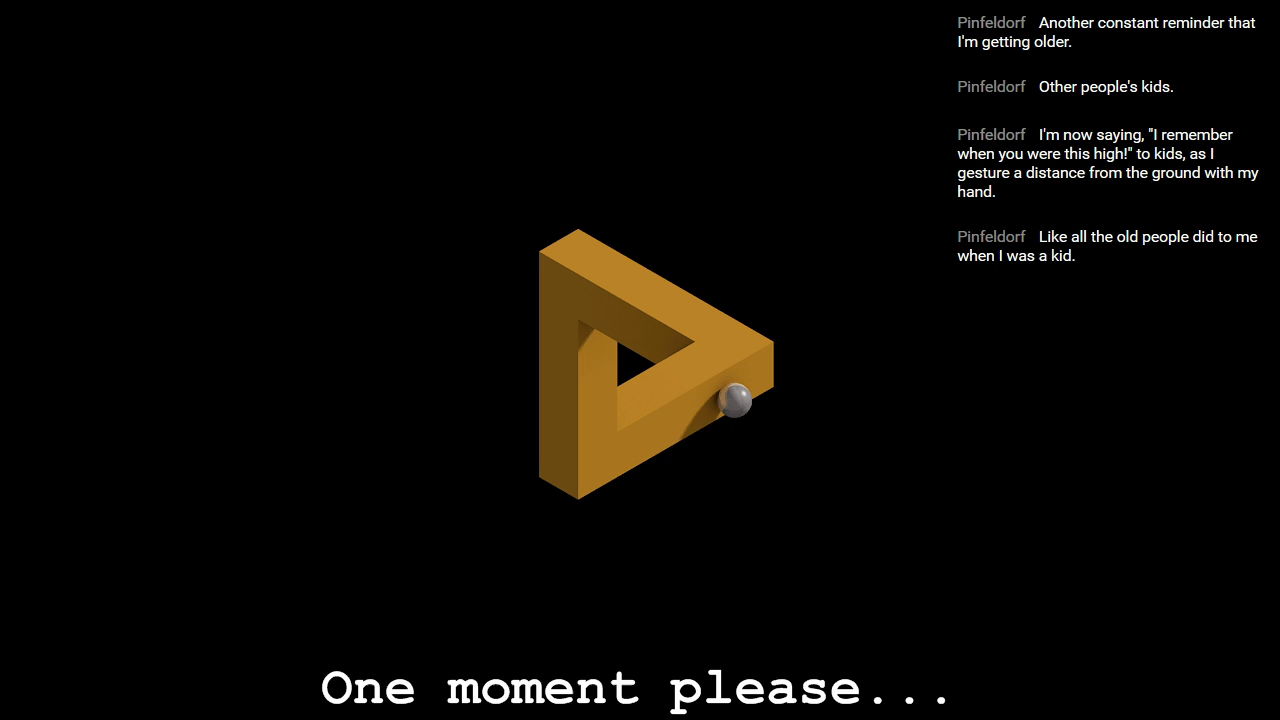 Pinfeldorf Another constant reminder that
I'm getting older.
Pinfeldorf Other people's kids.
Pinfeldorf I'm now saying, "I remember
when you were this high!" to kids, as I
gesture a distance from the ground with my
hand.
Pinfeldorf Like all the old people did to me
when I was a kid.
One moment please...